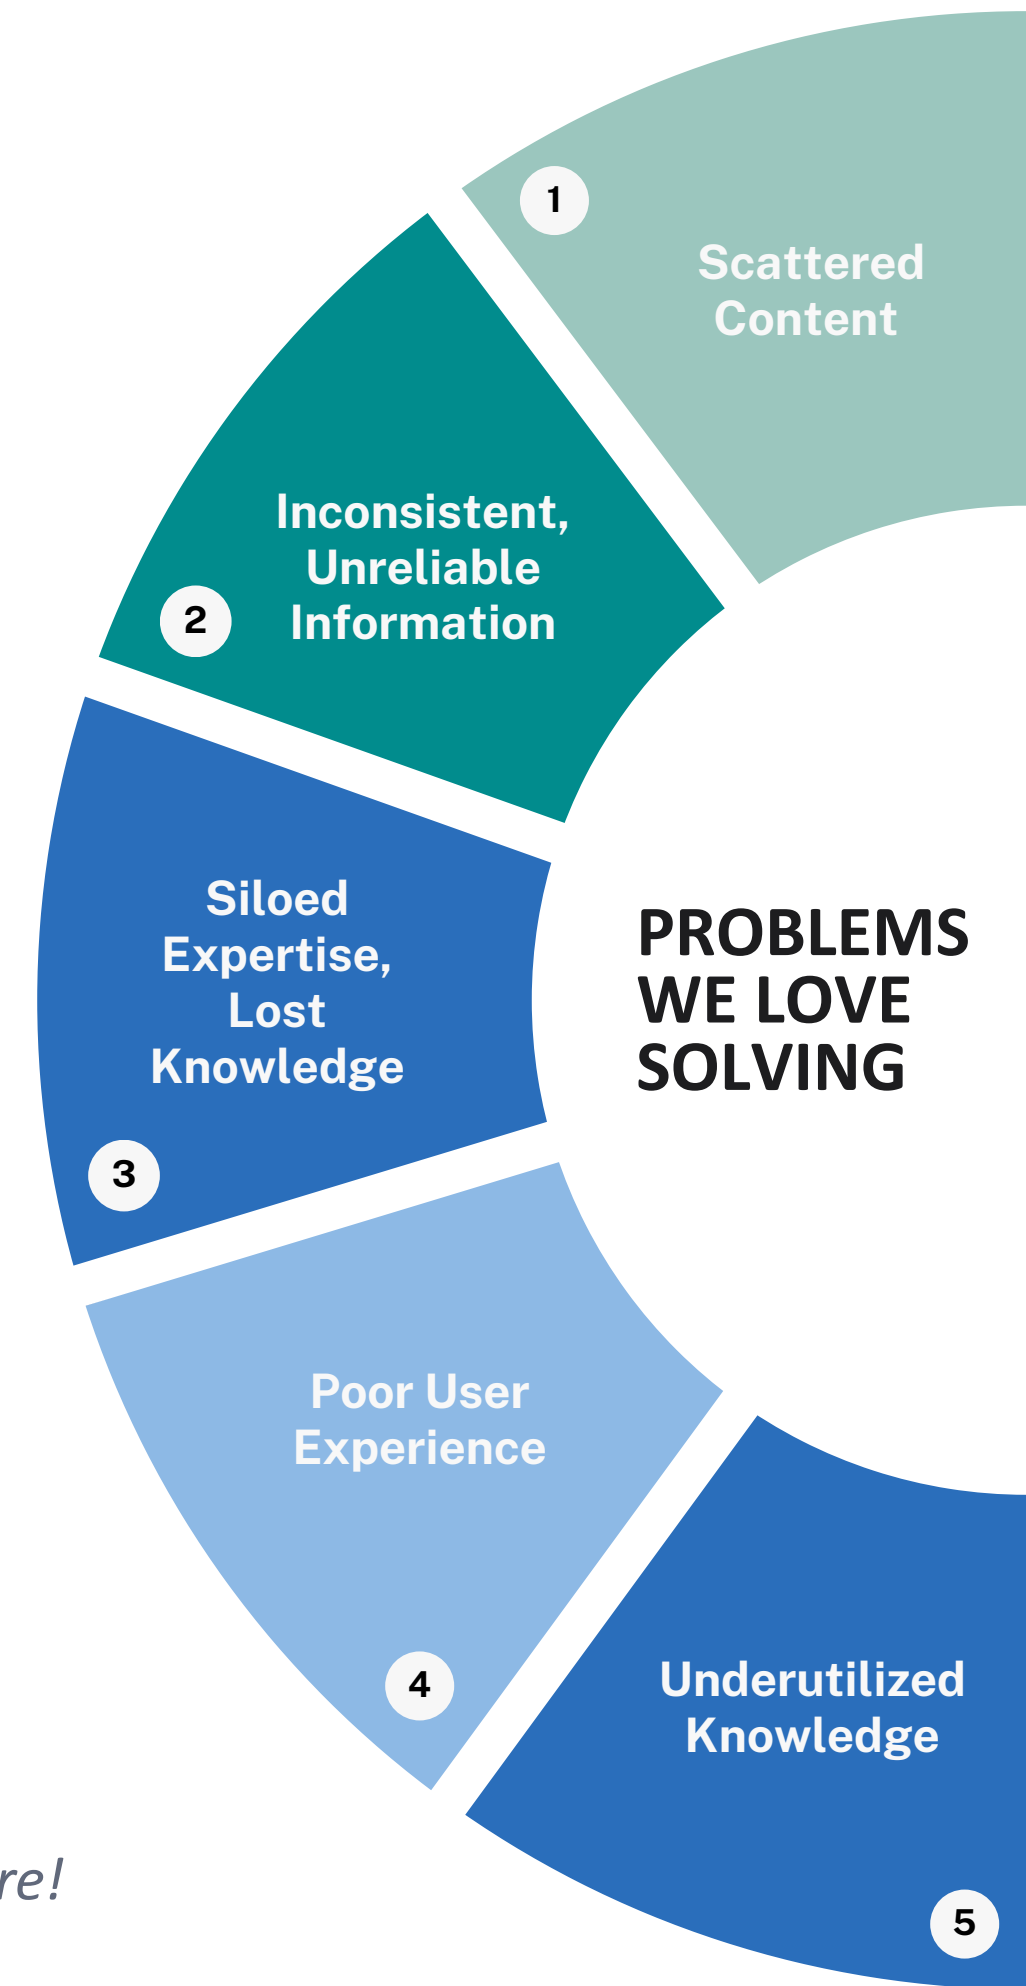 1
Scattered
Content
2
Inconsistent,
Unreliable
Information
3
Siloed
Expertise,
Lost
Knowledge
PROBLEMS
WE LOVE
SOLVING
4
Poor User
Experience
5
Underutilized
Knowledge
re!